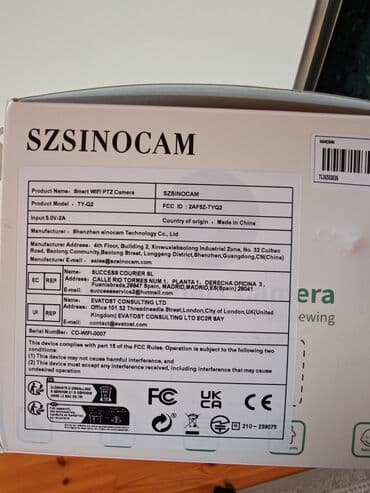 SZSINOCAM
Product Name: Smart WIFI PTZ Camera SZSINOCAM
Product Model: TY-Q2 FCC ID : 2AF5Z-TYQ2
Input:5.0V-2A Country of origin : Made in China
Manufacturer : Shenzhen sinocam Technology Co., Ltd
Manufacturer Address : 4th Floor, Building 2, Xinwuxiebeolong Industrial Zone, No. 32 Cuibao
Road, Baolong Community,Baolong Street, Longgang District,Shenzhen,Guangdong,CN(China)
Manufacturer E-mail : sales@szsinocam.com
EC REP
Name: SUCCESS COURIER SL
Address: CALLE RIO TORMES NUM.1, PLANTA 1, DERECHA OFICINA 3,
Fuenlabrada,28947 Spain, MADRID,MADRID,ES(Spain) 28041
E-mail: successservice2@hotmail.com
UK REP
Name: EVATOST CONSULTING LTD
Address: Office 101 32 Threadneedle Street,London,City of London,UK(United
Kingdom) EVATOST CONSULTING LTD EC2R 8AY
E-mail: contact@evatost.com
Serial Number: CD-WIFI-0007
This device complies with part 15 of the FCC Rules. Operation is subject to the following two
conditions:
(1) This device may not cause harmful interference, and
(2) This device must accept any interference received, including interference that may cause
undesired operation
FC UK CA
CE R 210-239075
era
ewing